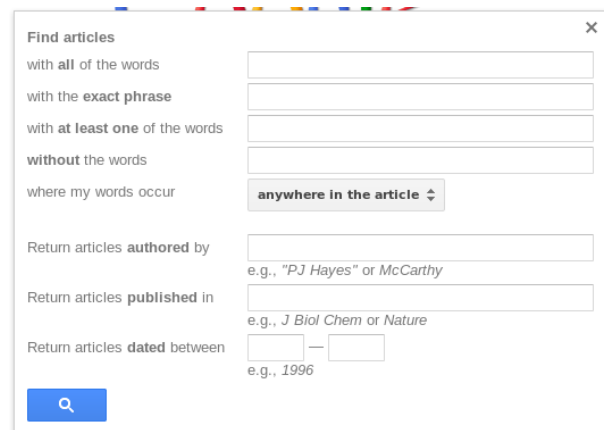 Find articles
with all of the words
with the exact phrase
with at least one of the words
without the words
where my words occur anywhere in the article
Return articles authored by
e.g., "PJ Hayes" or McCarthy
Return articles published in
e.g., J Biol Chem or Nature
Return articles dated between —
e.g., 1996